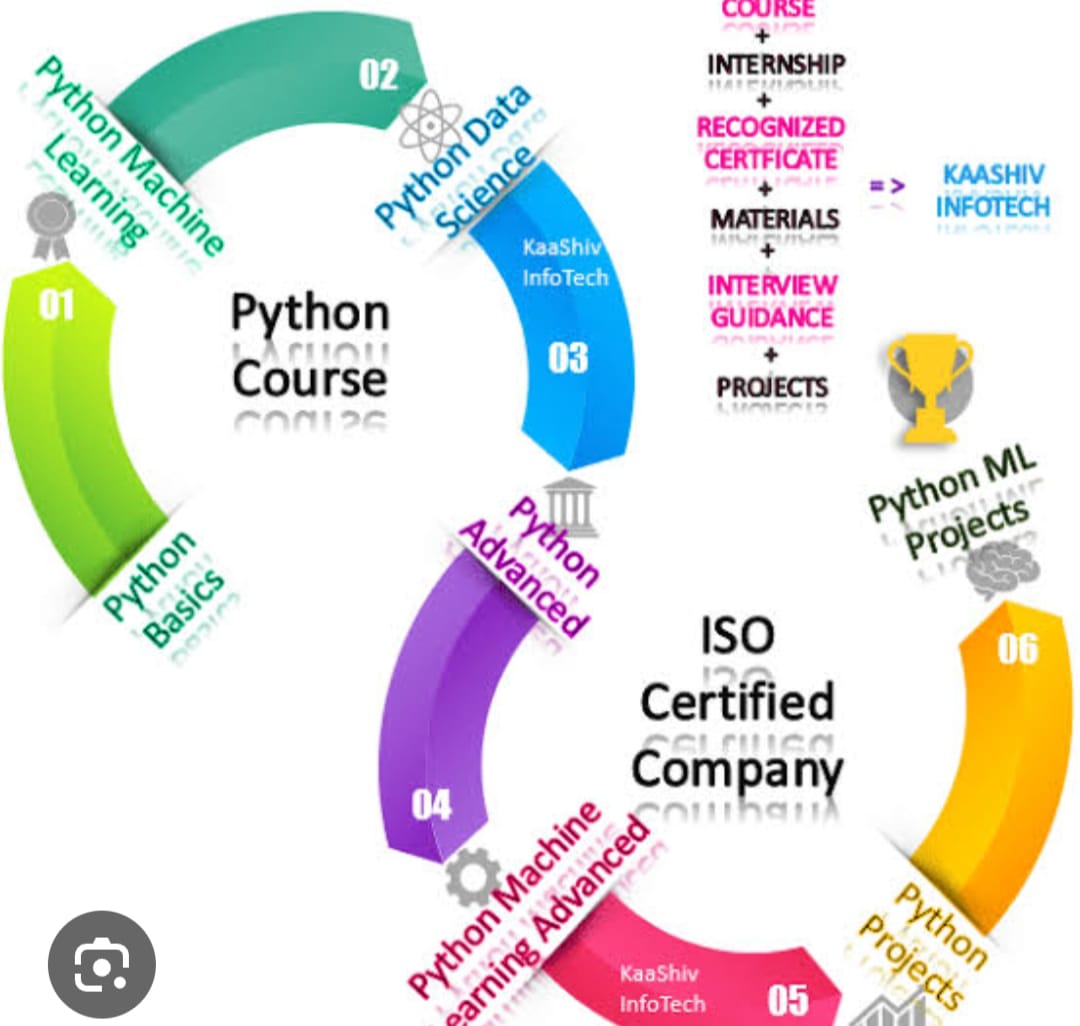 COURSE
+
INTERNSHIP
+
RECOGNIZED
CERTFICATE
+
MATERIALS
+
INTERVIEW
GUIDANCE
+
PROJECTS
=>
KAASHIV
INFOTECH
Python
Course
01
Python
Basics
02
Python Machine
Learning
Python Data
Science
KaaShiv
InfoTech
03
Python
Advanced
04
ISO
Certified
Company
Python Machine
earning Advanced
KaaShiv
InfoTech
05
Python
Projects
06
Python ML
Projects